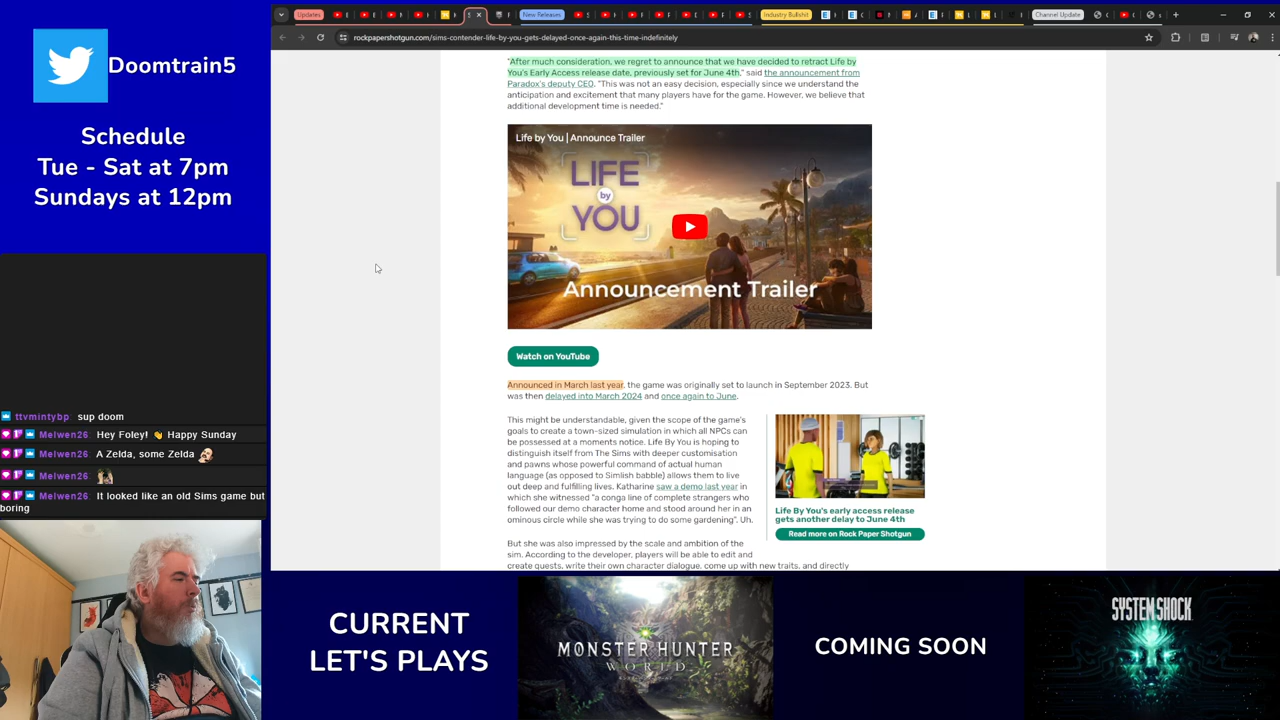 Doomtrain5
Schedule
Tue - Sat at 7pm
Sundays at 12pm
ttvmintybp: sup doom
Melwen26: Hey Foley! Happy Sunday
Melwen26: A Zelda, some Zelda
Melwen26:
Melwen26: It looked like an old Sims game but
boring
Updates
New Releases
Industry Bullshit
Channel Update
rockpapershotgun.com/sims-contender-life-by-you-gets-delayed-once-again-this-time-indefinitely
"After much consideration, we regret to announce that we have decided to retract Life by
You's Early Access release date, previously set for June 4th," said the announcement from
Paradox's deputy CEO. "This was not an easy decision, especially since we understand the
anticipation and excitement that many players have for the game. However, we believe that
additional development time is needed."
Life by You | Announce Trailer
LIFE
by
YOU
Announcement Trailer
Watch on YouTube
Announced in March last year, the game was originally set to launch in September 2023. But
was then delayed into March 2024 and once again to June.
This might be understandable, given the scope of the game's
goals to create a town-sized simulation in which all NPCs can
be possessed at a moments notice. Life By You is hoping to
distinguish itself from The Sims with deeper customisation
and pawns whose powerful command of actual human
language (as opposed to Simlish babble) allows them to live
out deep and fulfilling lives. Katharine saw a demo last year in
which she witnessed "a conga line of complete strangers who
followed our demo character home and stood around her in an
ominous circle while she was trying to do some gardening". Uh.
But she was also impressed by the scale and ambition of the
sim. According to the developer, players will be able to edit and
create quests, write their own character dialogue, come up with new traits, and directly
Life By You's early access release
gets another delay to June 4th
Read more on Rock Paper Shotgun
CURRENT
LET'S PLAYS
MONSTER HUNTER
WORLD
COMING SOON
SYSTEM SHOCK